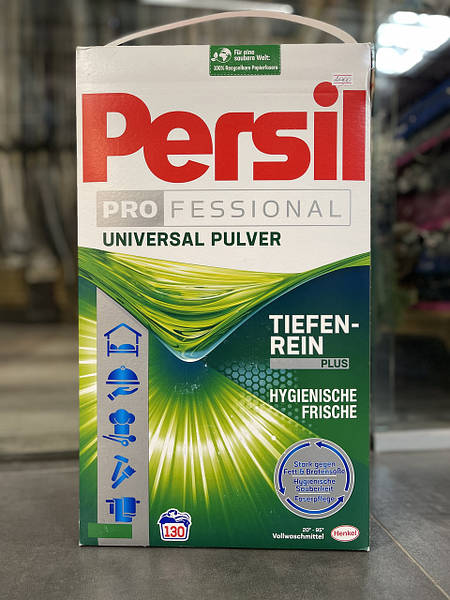 Für eine
saubere Welt:
100% Recycelbare Papierfasern
Persil
PROFESSIONAL
UNIVERSAL PULVER
TIEFEN-
REIN
PLUS
HYGIENISCHE
FRISCHE
Stark gegen
Fett & Bratensoße
Hygienische
Sauberkeit
Faserpflege
130
20° - 95°
Vollwaschmittel
Henkel